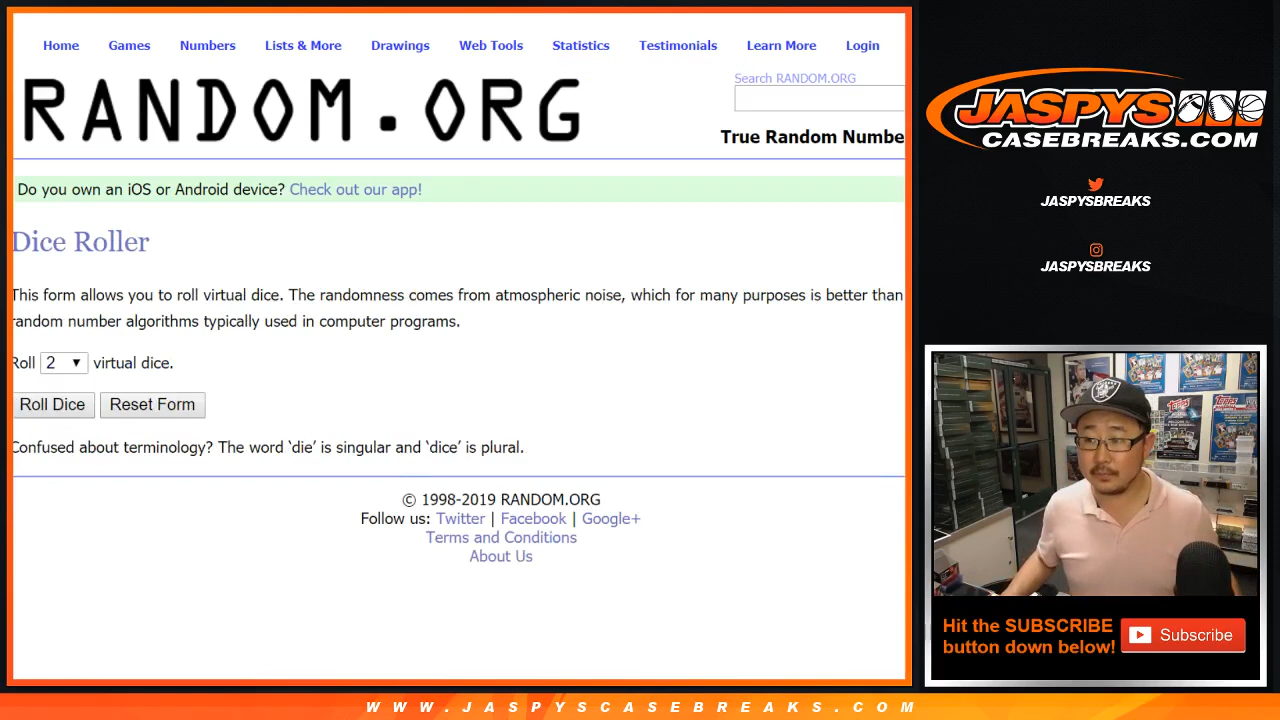 Home Games Numbers Lists & More Drawings Web Tools Statistics Testimonials Learn More Login
RANDOM.ORG
Search RANDOM.ORG
True Random Numbe
Do you own an iOS or Android device? Check out our app!
Dice Roller
This form allows you to roll virtual dice. The randomness comes from atmospheric noise, which for many purposes is better than
random number algorithms typically used in computer programs.
Roll 2 virtual dice.
Roll Dice Reset Form
Confused about terminology? The word ‘die’ is singular and ‘dice’ is plural.
© 1998-2019 RANDOM.ORG
Follow us: Twitter | Facebook | Google+
Terms and Conditions
About Us
JASPYS
CASEBREAKS.COM
JASPYSBREAKS
JASPYSBREAKS
RAIDERS
Topps
Topps
Hit the SUBSCRIBE
button down below!
Subscribe
WWW.JASPYSCASEBREAKS.COM